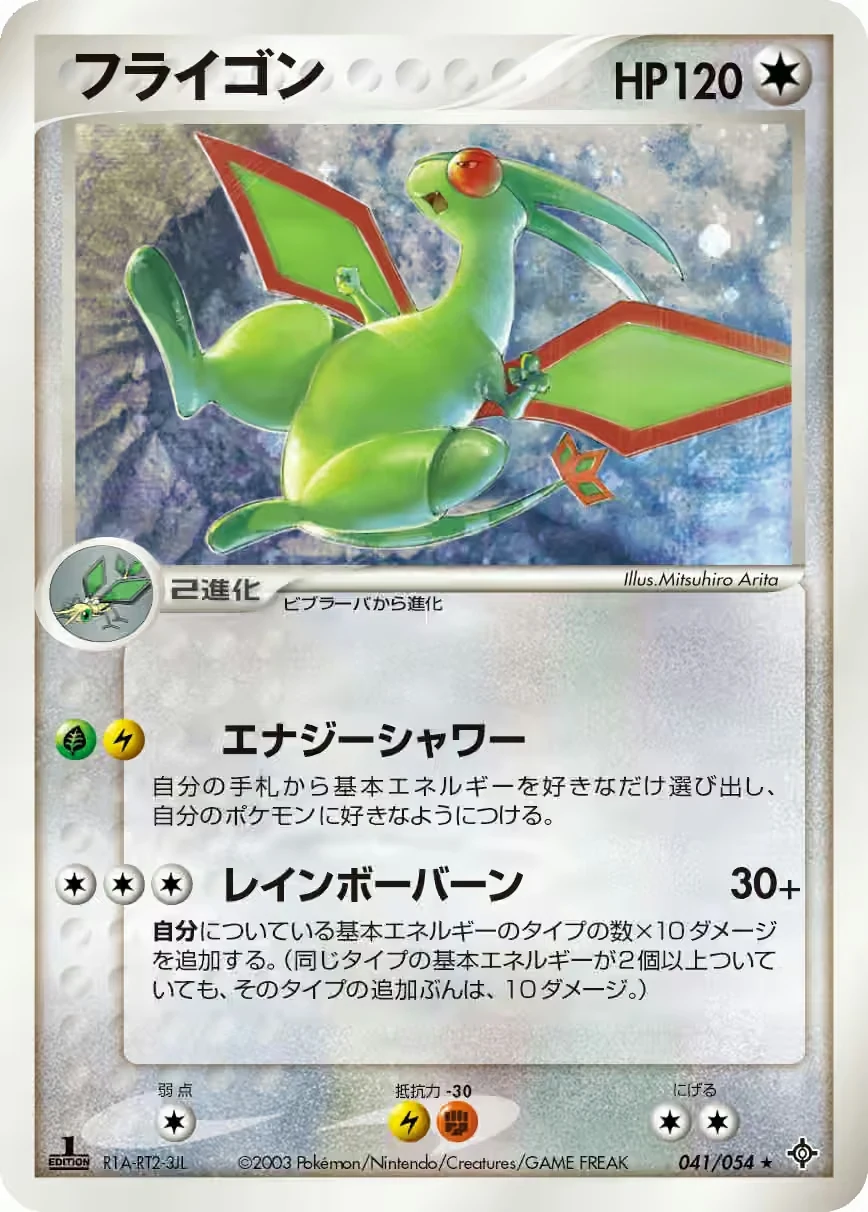 フライゴン HP120
Illus.Mitsuhiro Arita
2進化
ビブラーバから進化
エナジーシャワー
自分の手札から基本エネルギーを好きなだけ選び出し、
自分のポケモンに好きなようにつける。
レインボーバーン 30+
自分についている基本エネルギーのタイプの数×10ダメージ
を追加する。(同じタイプの基本エネルギーが2個以上ついて
いても、そのタイプの追加ぶんは、10ダメージ。)
弱点 抵抗力 -30 にげる
1 EDITION R1A-RT2-3JL ©2003 Pokémon/Nintendo/Creatures/GAME FREAK 041/054 ★